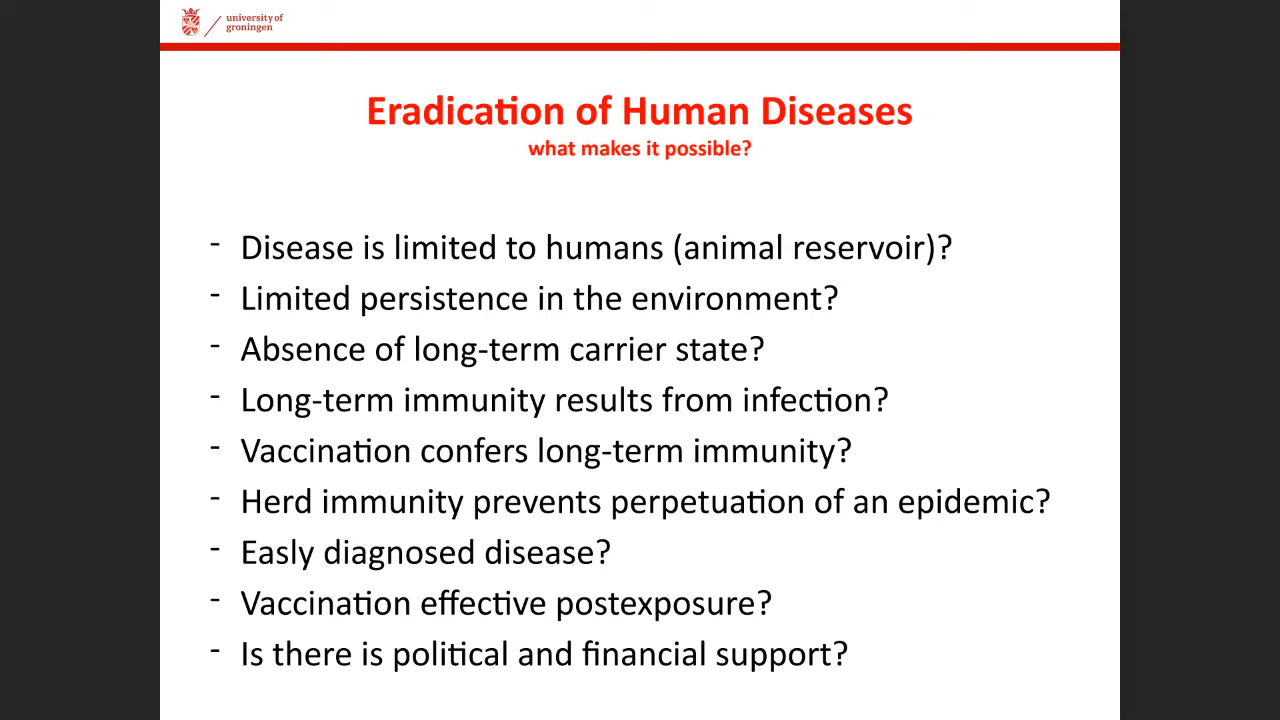 university of
groningen
Eradication of Human Diseases
what makes it possible?
- Disease is limited to humans (animal reservoir)?
- Limited persistence in the environment?
- Absence of long-term carrier state?
- Long-term immunity results from infection?
- Vaccination confers long-term immunity?
- Herd immunity prevents perpetuation of an epidemic?
- Easly diagnosed disease?
- Vaccination effective postexposure?
- Is there is political and financial support?